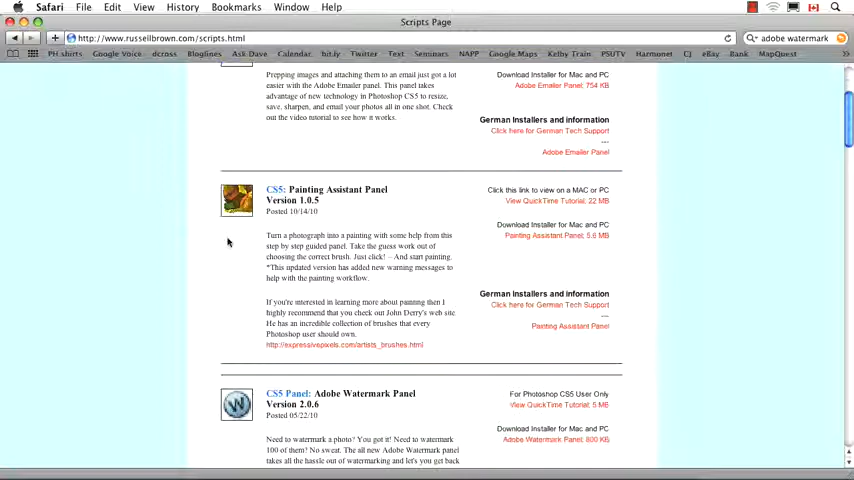 Safari File Edit View History Bookmarks Window Help
Scripts Page
http://www.russellbrown.com/scripts.html
adobe watermark
PH shirts Google Voice dcross Bloglines Ask Dave Calendar bit.ly Twitter Text Seminars NAPP Google Maps Kelby Train PSUTV Harmonet CJ eBay Bank MapQuest
Prepping images and attaching them to an email just got a lot
easier with the Adobe Emailer panel. This panel takes
advantage of new technology in Photoshop CS5 to resize,
save, sharpen, and email your photos all in one shot. Check
out the video tutorial to see how it works.
Download Installer for Mac and PC
Adobe Emailer Panel: 754 KB
German Installers and information
Click here for German Tech Support
---
Adobe Emailer Panel
CS5: Painting Assistant Panel
Version 1.0.5
Posted 10/14/10
Turn a photograph into a painting with some help from this
step by step guided panel. Take the guess work out of
choosing the correct brush. Just click! -- And start painting.
*This updated version has added new warning messages to
help with the painting workflow.
If you're interested in learning more about painting then I
highly recommend that you check out John Derry's web site.
He has an incredible collection of brushes that every
Photoshop user should own.
http://expressivepixels.com/artists_brushes.html
Click this link to view on a MAC or PC
View QuickTime Tutorial: 22 MB
Download Installer for Mac and PC
Painting Assistant Panel: 5.6 MB
German Installers and information
Click here for German Tech Support
---
Painting Assistant Panel
W
CS5 Panel: Adobe Watermark Panel
Version 2.0.6
Posted 05/22/10
Need to watermark a photo? You got it! Need to watermark
100 of them? No sweat. The all new Adobe Watermark panel
takes all the hassle out of watermarking and let's you get back
For Photoshop CS5 User Only
View QuickTime Tutorial: 5 MB
Download Installer for Mac and PC
Adobe Watermark Panel: 800 KB